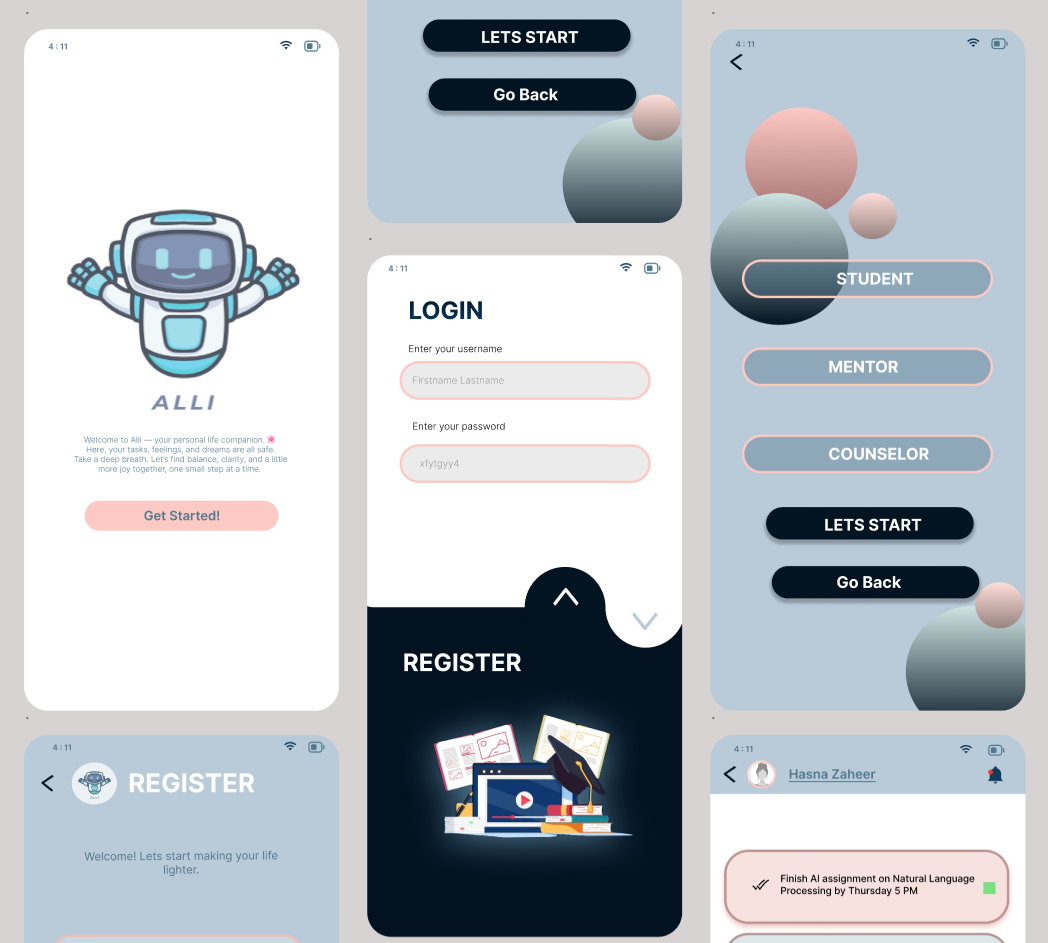 4:11
ALLI
Welcome to Alli — your personal life companion. 🌸
Here, your tasks, feelings, and dreams are all safe.
Take a deep breath. Let's find balance, clarity, and a little
more joy together, one small step at a time.
Get Started!
4:11
ALLI
REGISTER
Welcome! Lets start making your life
lighter.
LETS START
Go Back
4:11
LOGIN
Enter your username
Firstname Lastname
Enter your password
xfytgyy4
REGISTER
4:11
STUDENT
MENTOR
COUNSELOR
LETS START
Go Back
4:11
Hasna Zaheer
Finish AI assignment on Natural Language
Processing by Thursday 5 PM